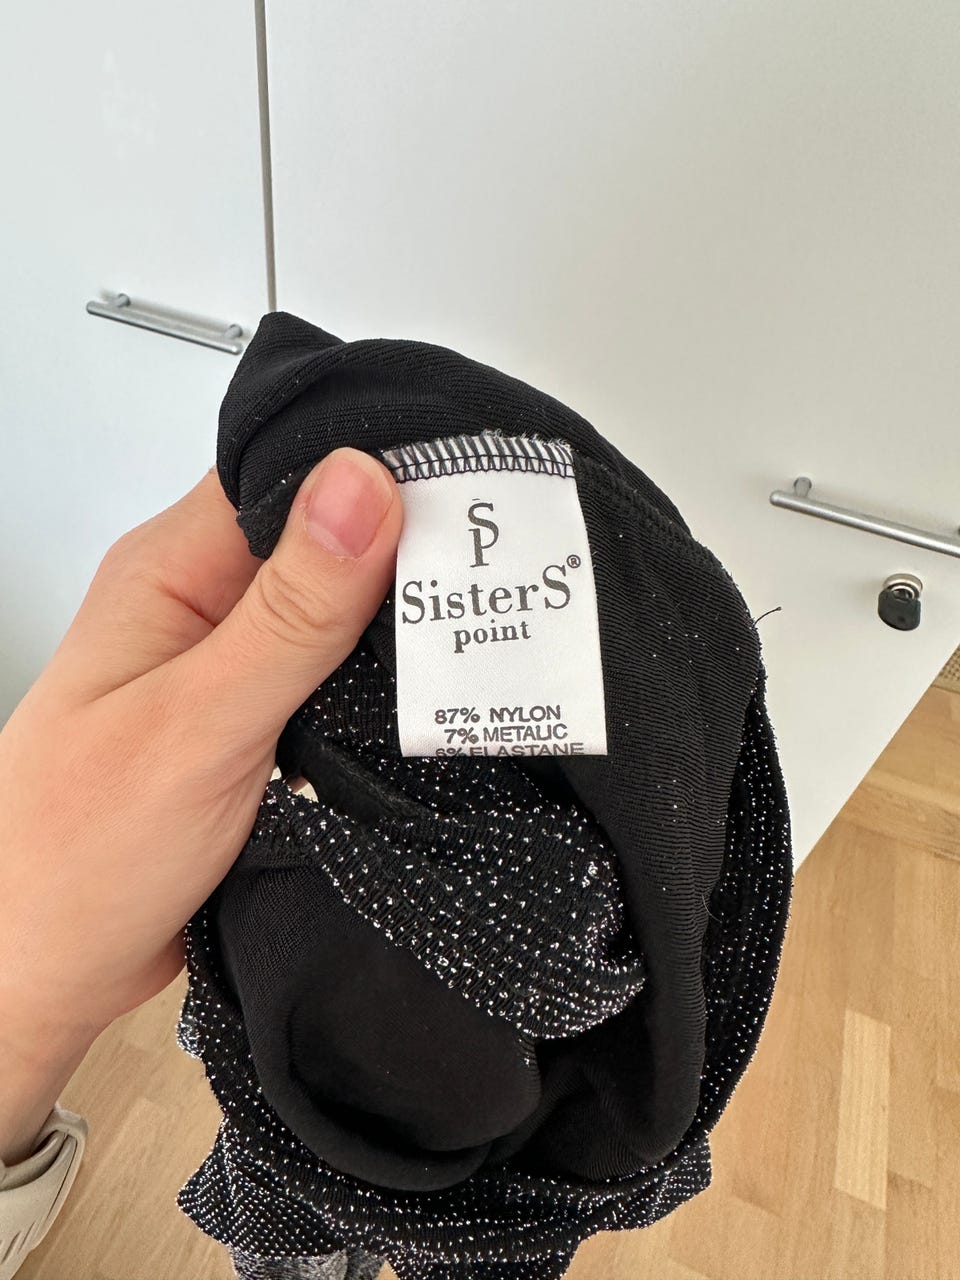 SP
SisterS®
point
87% NYLON
7% METALIC
6% ELASTANE